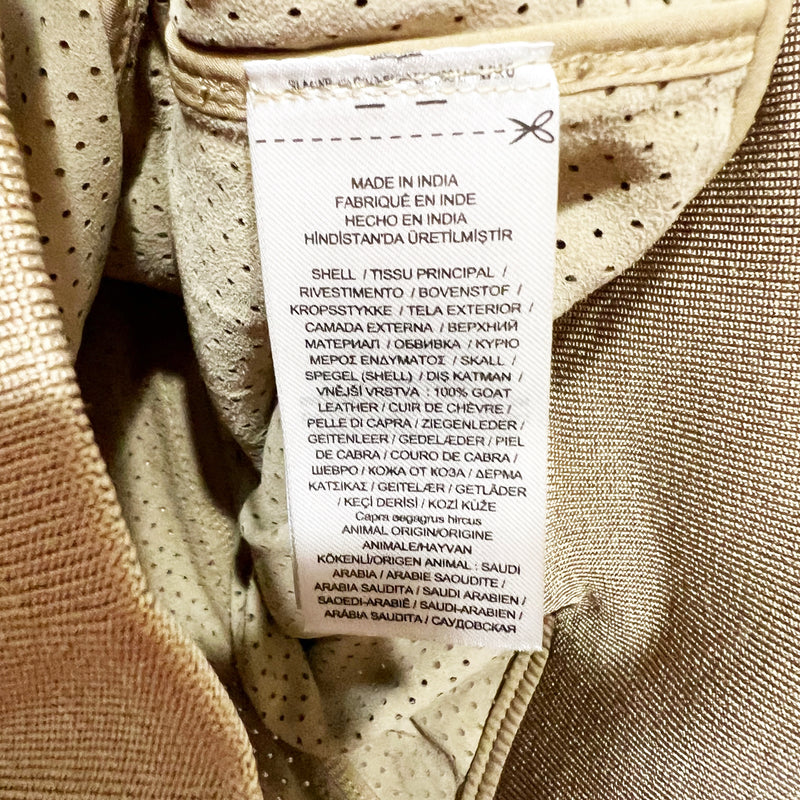 MADE IN INDIA
FABRIQUÉ EN INDE
HECHO EN INDIA
HİNDİSTAN'DA ÜRETİLMİŞTİR
SHELL / TISSU PRINCIPAL /
RIVESTIMENTO / BOVENSTOF /
KROPSSTYKKE / TELA EXTERIOR /
CAMADA EXTERNA / ВЕРХНИЙ
МАТЕРИАЛ / ОБВИВКА / ΚΥΡΙΟ
ΜΕΡΟΣ ΕΝΔΥΜΑΤΟΣ / SKALL /
SPEGEL (SHELL) / DIŞ KATMAN /
VNĚJŠÍ VRSTVA : 100% GOAT
LEATHER / CUIR DE CHÈVRE /
PELLE DI CAPRA / ZIEGENLEDER /
GEITENLEER / GEDELÆDER / PIEL
DE CABRA / COURO DE CABRA /
ШЕВРО / КОЖА ОТ КОЗА / ΔΕΡΜΑ
ΚΑΤΣΙΚΑΣ / GEITELÆR / GETLÄDER
/ KEÇİ DERİSİ / KOZÍ KŮŽE
Capra aegagrus hircus
ANIMAL ORIGIN/ORIGINE
ANIMALE/HAYVAN
KÖKENLİ/ORIGEN ANIMAL : SAUDI
ARABIA / ARABIE SAOUDITE /
ARABIA SAUDITA / SAUDI ARABIEN /
SAOEDI-ARABIË / SAUDI-ARABIEN /
ARÁBIA SAUDITA / САУДОВСКАЯ